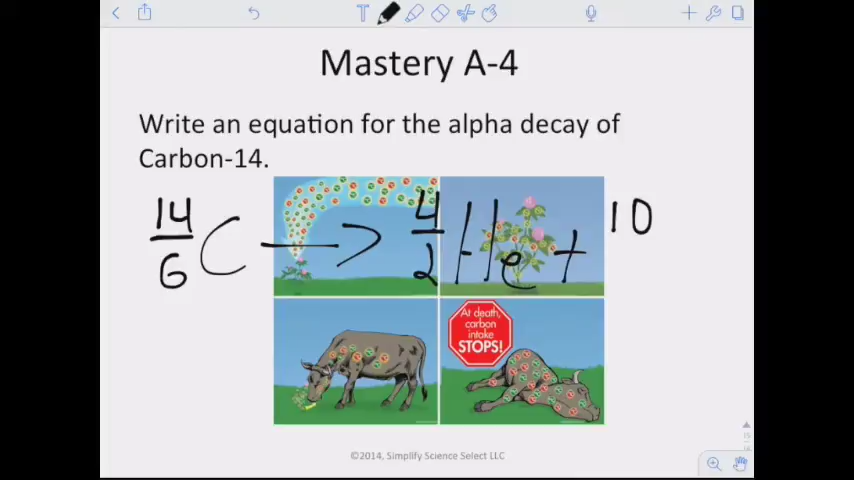 Mastery A-4
Write an equation for the alpha decay of
Carbon-14.
14
6 C → 4
2 He + 10
At death,
carbon
intake
STOPS!
©2014, Simplify Science Select LLC